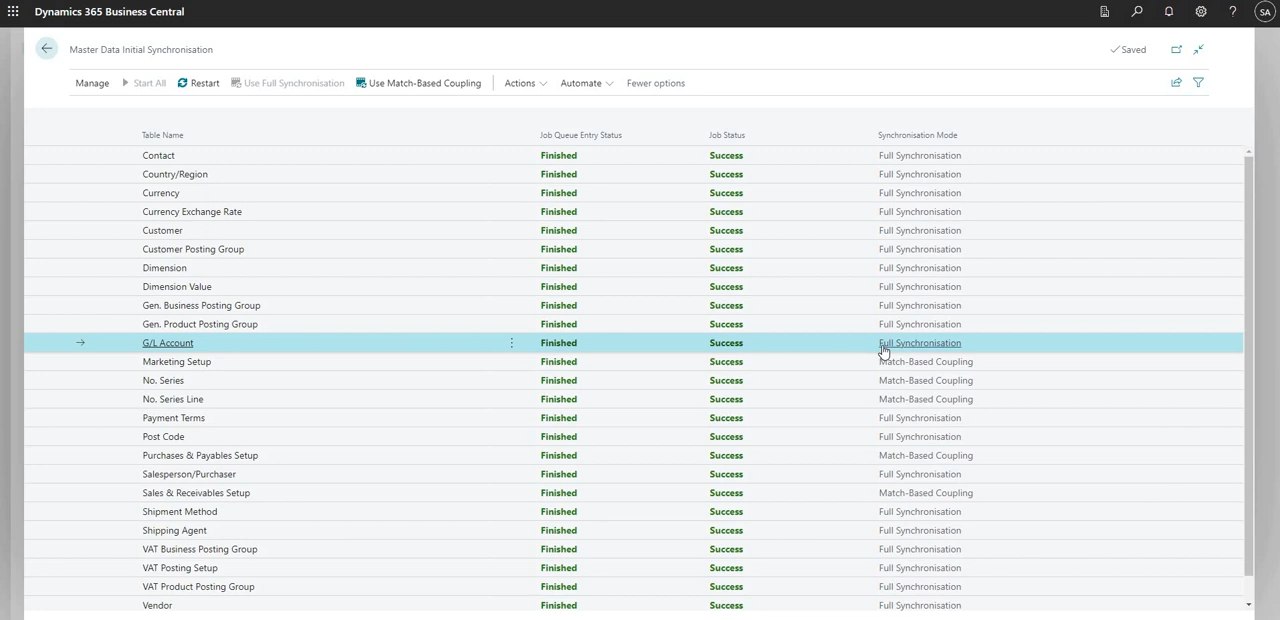 Dynamics 365 Business Central
SA
Master Data Initial Synchronisation
Saved
Manage Start All Restart Use Full Synchronisation Use Match-Based Coupling Actions Automate Fewer options
Table Name Job Queue Entry Status Job Status Synchronisation Mode
Contact Finished Success Full Synchronisation
Country/Region Finished Success Full Synchronisation
Currency Finished Success Full Synchronisation
Currency Exchange Rate Finished Success Full Synchronisation
Customer Finished Success Full Synchronisation
Customer Posting Group Finished Success Full Synchronisation
Dimension Finished Success Full Synchronisation
Dimension Value Finished Success Full Synchronisation
Gen. Business Posting Group Finished Success Full Synchronisation
Gen. Product Posting Group Finished Success Full Synchronisation
G/L Account Finished Success Full Synchronisation
Marketing Setup Finished Success Match-Based Coupling
No. Series Finished Success Match-Based Coupling
No. Series Line Finished Success Match-Based Coupling
Payment Terms Finished Success Full Synchronisation
Post Code Finished Success Full Synchronisation
Purchases & Payables Setup Finished Success Match-Based Coupling
Salesperson/Purchaser Finished Success Full Synchronisation
Sales & Receivables Setup Finished Success Match-Based Coupling
Shipment Method Finished Success Full Synchronisation
Shipping Agent Finished Success Full Synchronisation
VAT Business Posting Group Finished Success Full Synchronisation
VAT Posting Setup Finished Success Full Synchronisation
VAT Product Posting Group Finished Success Full Synchronisation
Vendor Finished Success Full Synchronisation